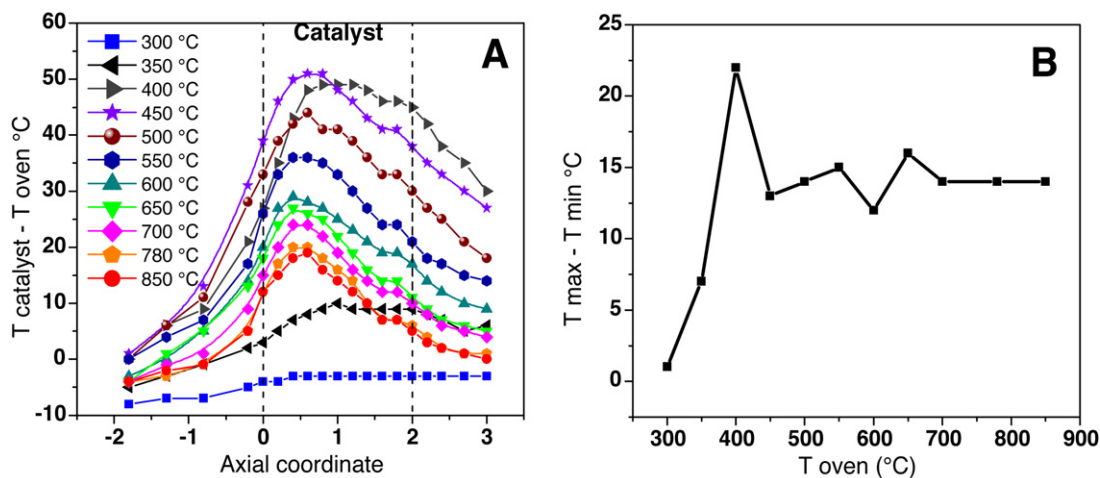 A
Catalyst
300 °C
350 °C
400 °C
450 °C
500 °C
550 °C
600 °C
650 °C
700 °C
780 °C
850 °C
T catalyst - T oven °C
60
50
40
30
20
10
0
-10
-2 -1 0 1 2 3
Axial coordinate
B
T max - T min °C
25
20
15
10
5
0
300 400 500 600 700 800 900
T oven (°C)